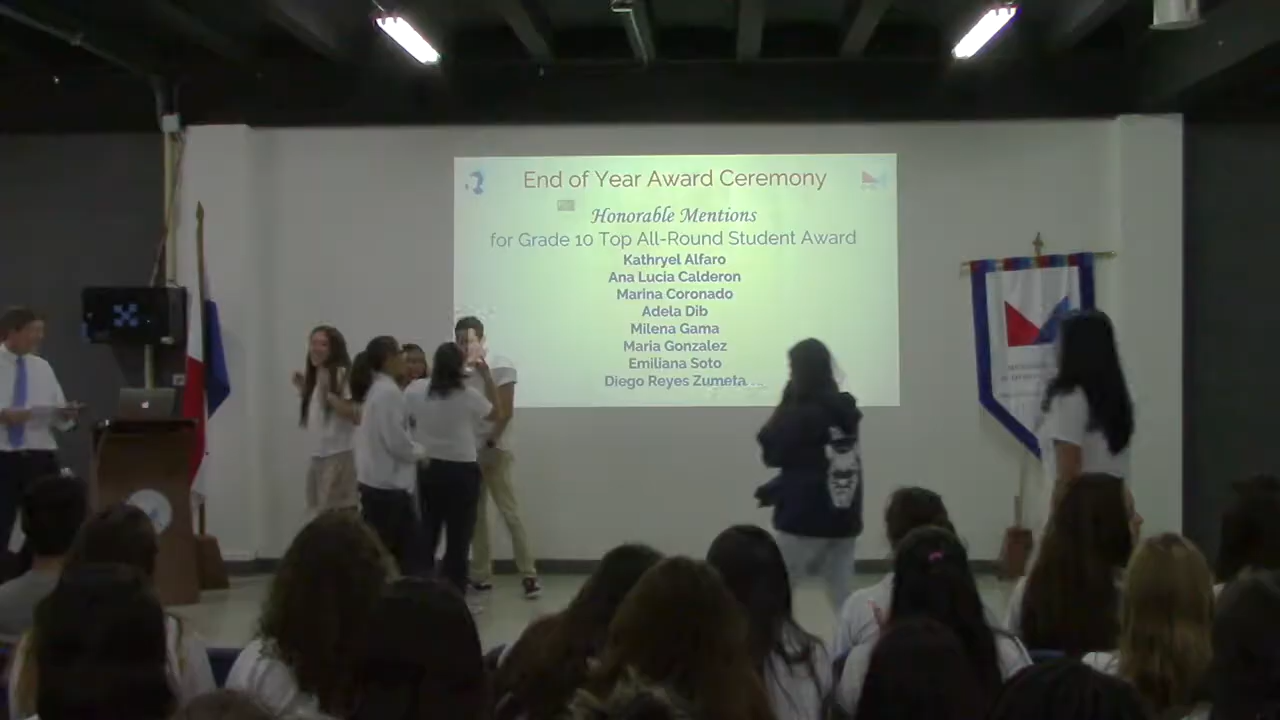 End of Year Award Ceremony
Honorable Mentions
for Grade 10 Top All-Round Student Award
Kathryel Alfaro
Ana Lucia Calderon
Marina Coronado
Adela Dib
Milena Gama
Maria Gonzalez
Emiliana Soto
Diego Reyes Zumeta